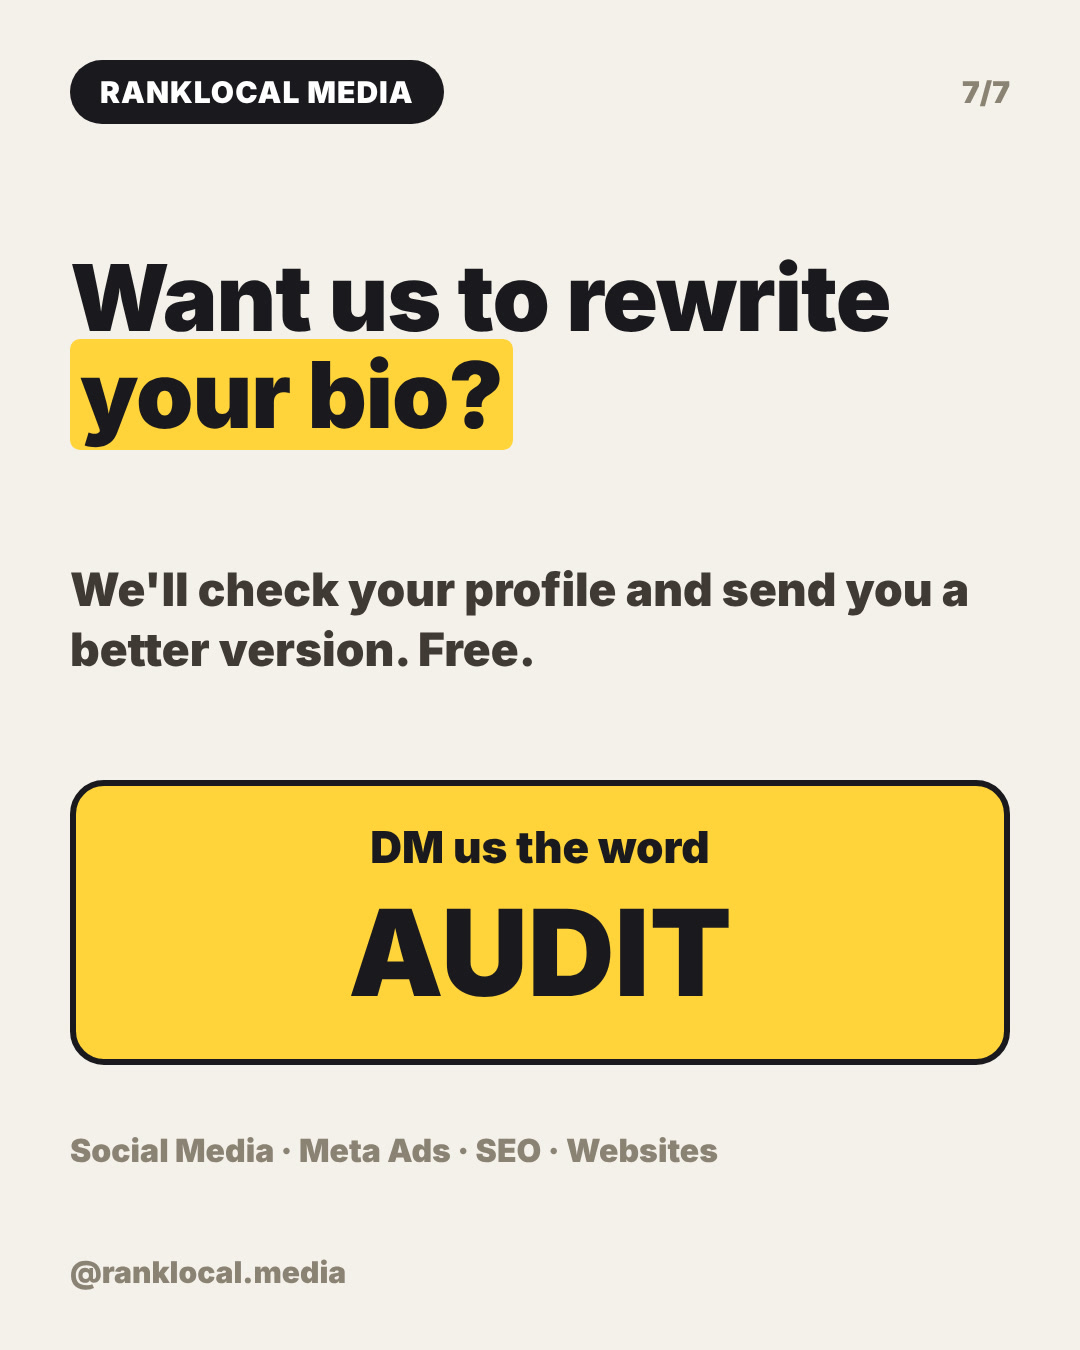 RANKLOCAL MEDIA
7/7
Want us to rewrite
your bio?
We'll check your profile and send you a
better version. Free.
DM us the word
AUDIT
Social Media · Meta Ads · SEO · Websites
@ranklocal.media